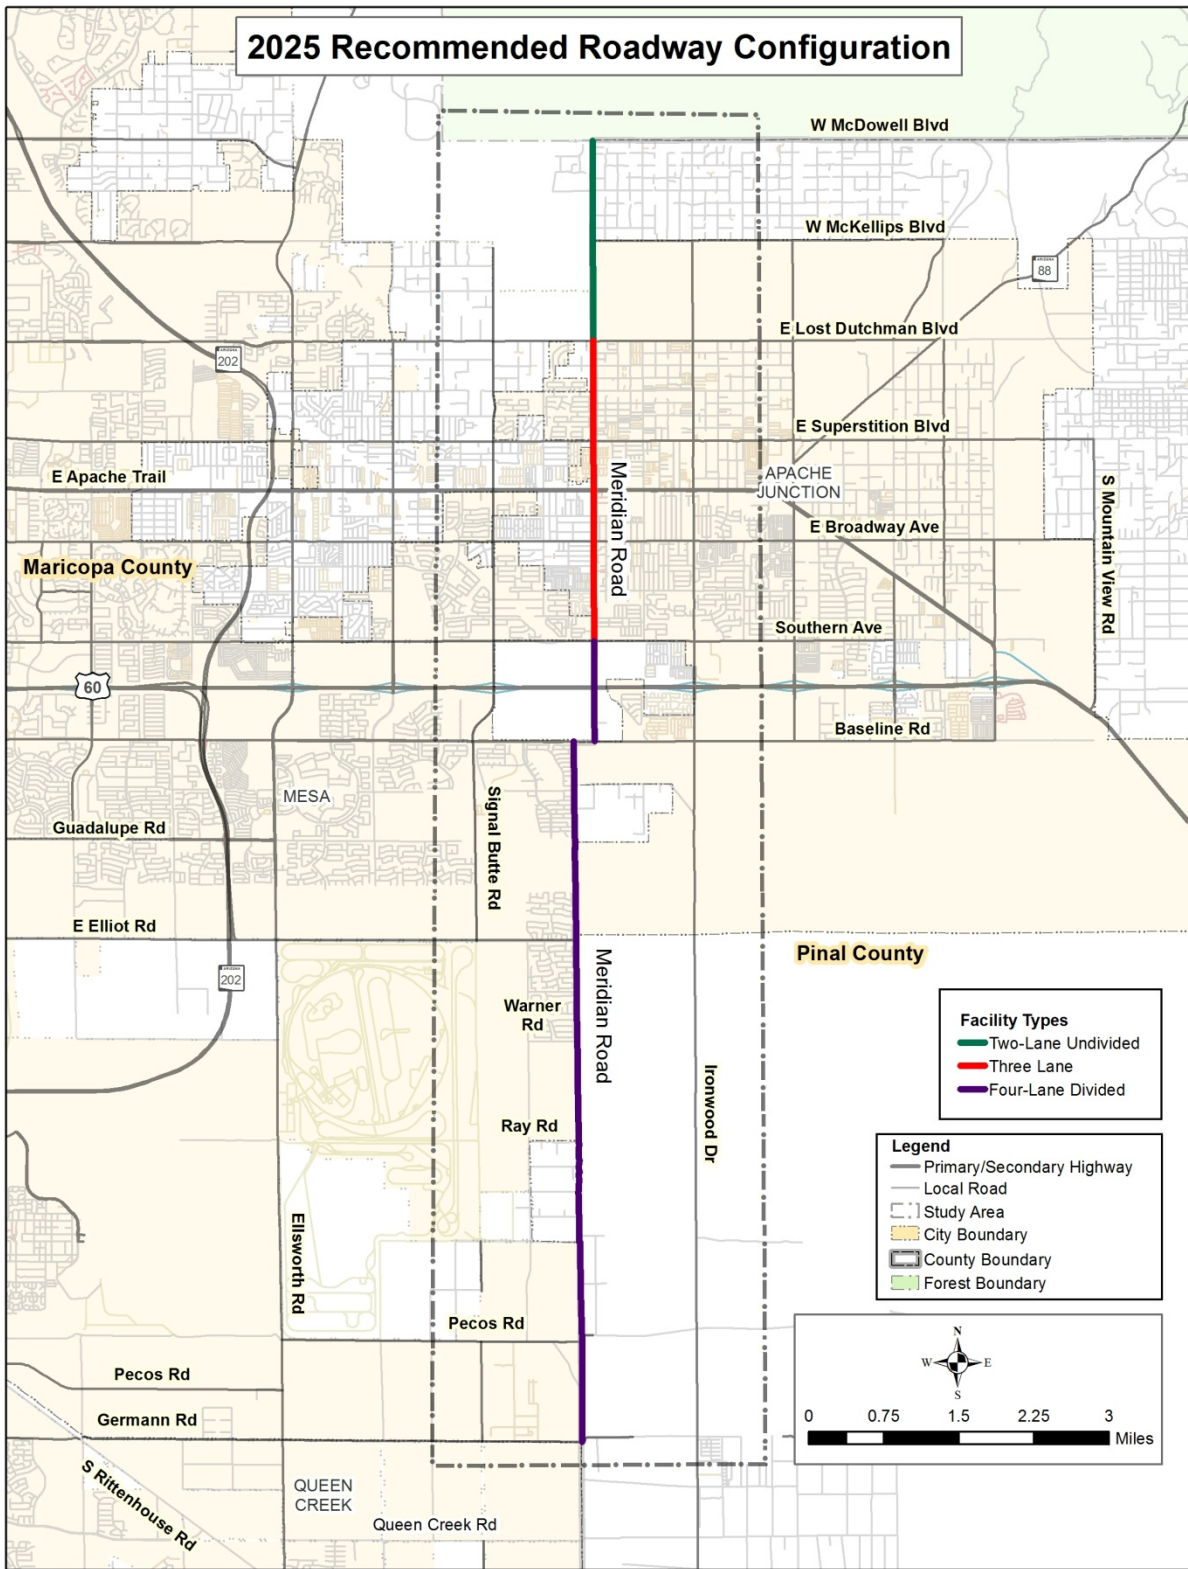 2025 Recommended Roadway Configuration
W McDowell Blvd
W McKellips Blvd
ARIZONA
88
E Lost Dutchman Blvd
ARIZONA
202
E Superstition Blvd
E Apache Trail
Meridian Road
APACHE
JUNCTION
S Mountain View Rd
E Broadway Ave
Maricopa County
Southern Ave
60
Baseline Rd
MESA
Signal Butte Rd
Guadalupe Rd
E Elliot Rd
Pinal County
ARIZONA
202
Meridian Road
Warner
Rd
Facility Types
Two-Lane Undivided
Three Lane
Four-Lane Divided
Ironwood Dr
Ray Rd
Legend
Primary/Secondary Highway
Local Road
Study Area
City Boundary
County Boundary
Forest Boundary
Ellsworth Rd
Pecos Rd
N
W
E
S
Pecos Rd
Germann Rd
0 0.75 1.5 2.25 3
Miles
S Rittenhouse Rd
QUEEN
CREEK
Queen Creek Rd